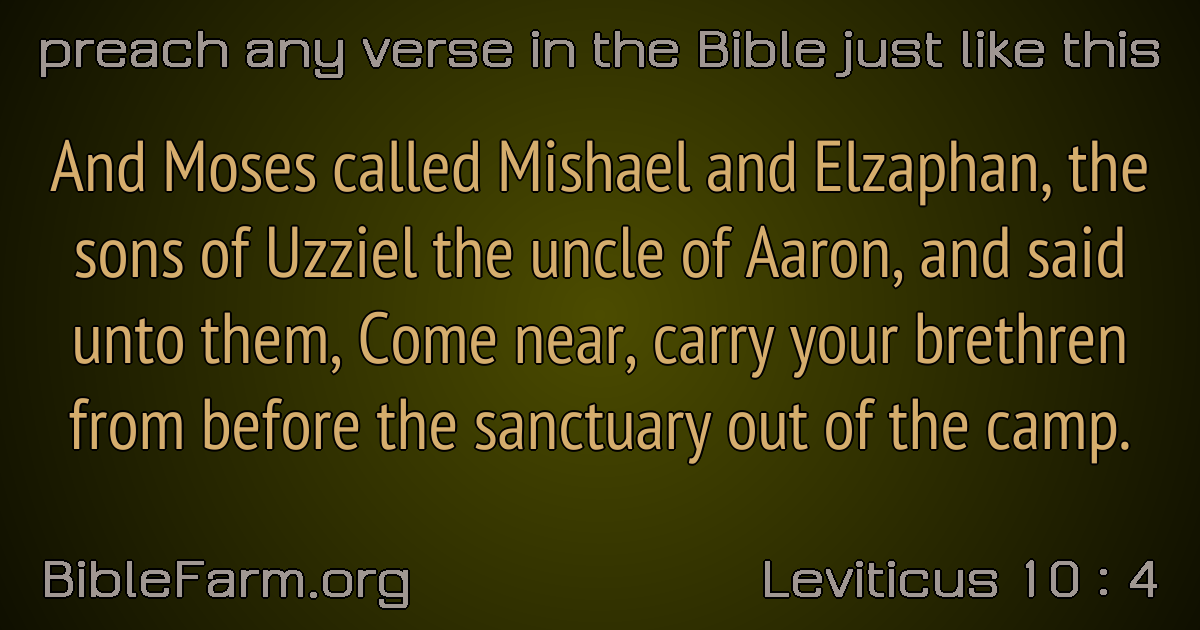 preach any verse in the Bible just like this
And Moses called Mishael and Elzaphan, the
sons of Uzziel the uncle of Aaron, and said
unto them, Come near, carry your brethren
from before the sanctuary out of the camp.
BibleFarm.org
Leviticus 10 : 4